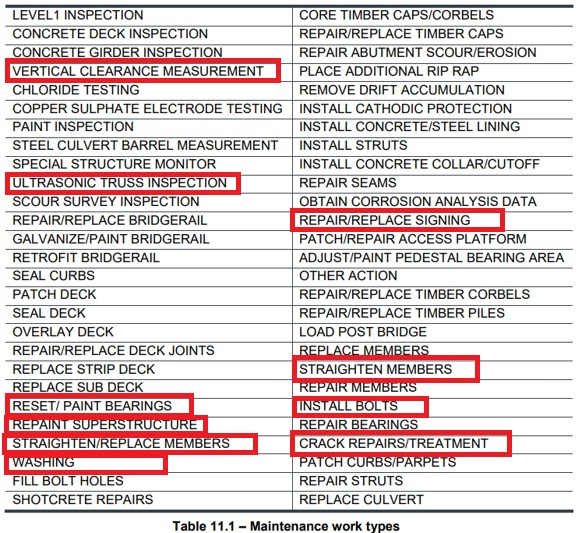 LEVEL1 INSPECTION CORE TIMBER CAPS/CORBELS
CONCRETE DECK INSPECTION REPAIR/REPLACE TIMBER CAPS
CONCRETE GIRDER INSPECTION REPAIR ABUTMENT SCOUR/EROSION
VERTICAL CLEARANCE MEASUREMENT PLACE ADDITIONAL RIP RAP
CHLORIDE TESTING REMOVE DRIFT ACCUMULATION
COPPER SULPHATE ELECTRODE TESTING INSTALL CATHODIC PROTECTION
PAINT INSPECTION INSTALL CONCRETE/STEEL LINING
STEEL CULVERT BARREL MEASUREMENT INSTALL STRUTS
SPECIAL STRUCTURE MONITOR INSTALL CONCRETE COLLAR/CUTOFF
ULTRASONIC TRUSS INSPECTION REPAIR SEAMS
SCOUR SURVEY INSPECTION OBTAIN CORROSION ANALYSIS DATA
REPAIR/REPLACE BRIDGERAIL REPAIR/REPLACE SIGNING
GALVANIZE/PAINT BRIDGERAIL PATCH/REPAIR ACCESS PLATFORM
RETROFIT BRIDGERAIL ADJUST/PAINT PEDESTAL BEARING AREA
SEAL CURBS OTHER ACTION
PATCH DECK REPAIR/REPLACE TIMBER CORBELS
SEAL DECK REPAIR/REPLACE TIMBER PILES
OVERLAY DECK LOAD POST BRIDGE
REPAIR/REPLACE DECK JOINTS REPLACE MEMBERS
REPLACE STRIP DECK STRAIGHTEN MEMBERS
REPLACE SUB DECK REPAIR MEMBERS
RESET/ PAINT BEARINGS INSTALL BOLTS
REPAINT SUPERSTRUCTURE REPAIR BEARINGS
STRAIGHTEN/REPLACE MEMBERS CRACK REPAIRS/TREATMENT
WASHING PATCH CURBS/PARPETS
FILL BOLT HOLES REPAIR STRUTS
SHOTCRETE REPAIRS REPLACE CULVERT
Table 11.1 – Maintenance work types